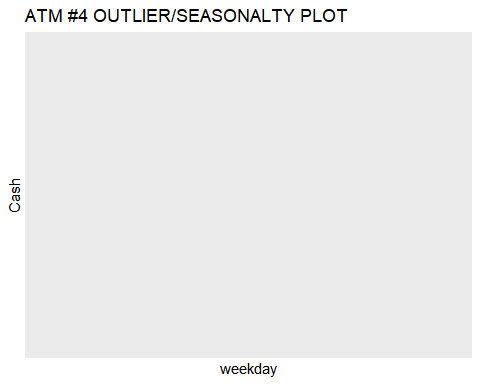 ATM #4 OUTLIER/SEASONALTY PLOT
Cash
weekday